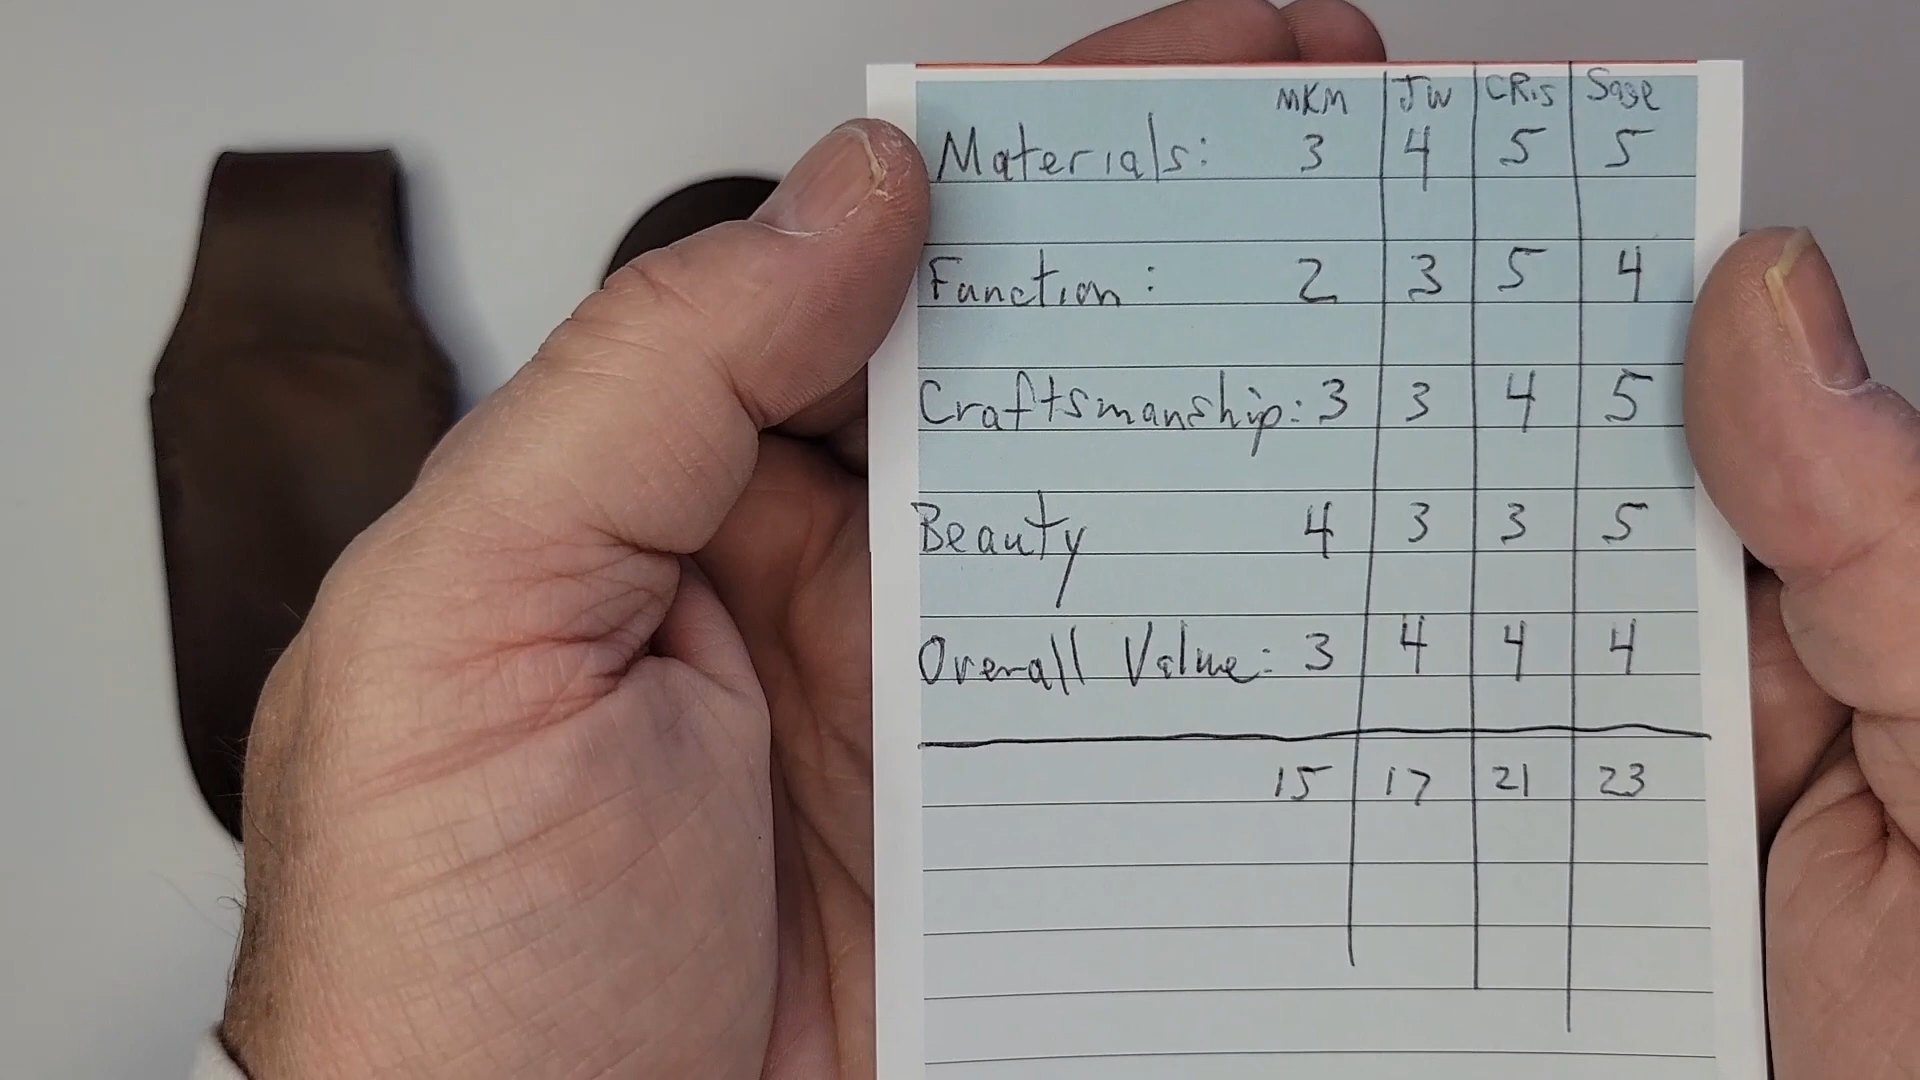 MKM JW CRis Sage
Materials: 3 4 5 5
Function: 2 3 5 4
Craftsmanship: 3 3 4 5
Beauty 4 3 3 5
Overall Value: 3 4 4 4
15 17 21 23